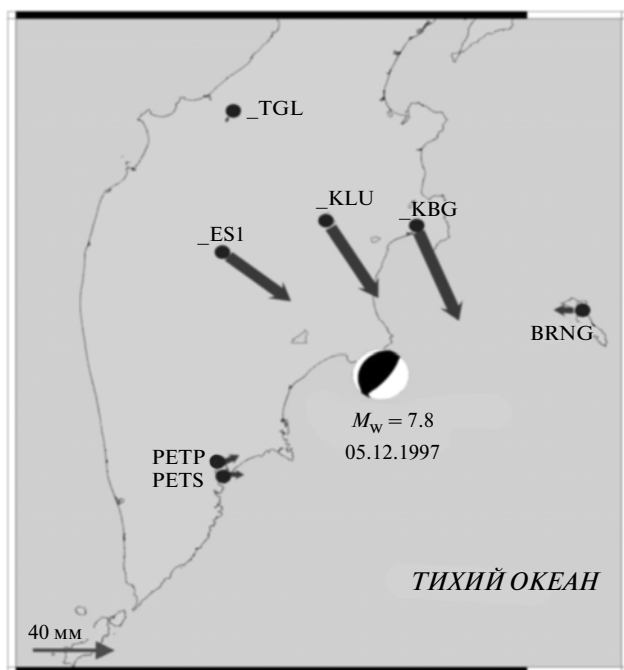 _TGL
_KLU
_KBG
_ES1
BRNG
M_w = 7.8
05.12.1997
PETP
PETS
ТИХИЙ ОКЕАН
40 мм